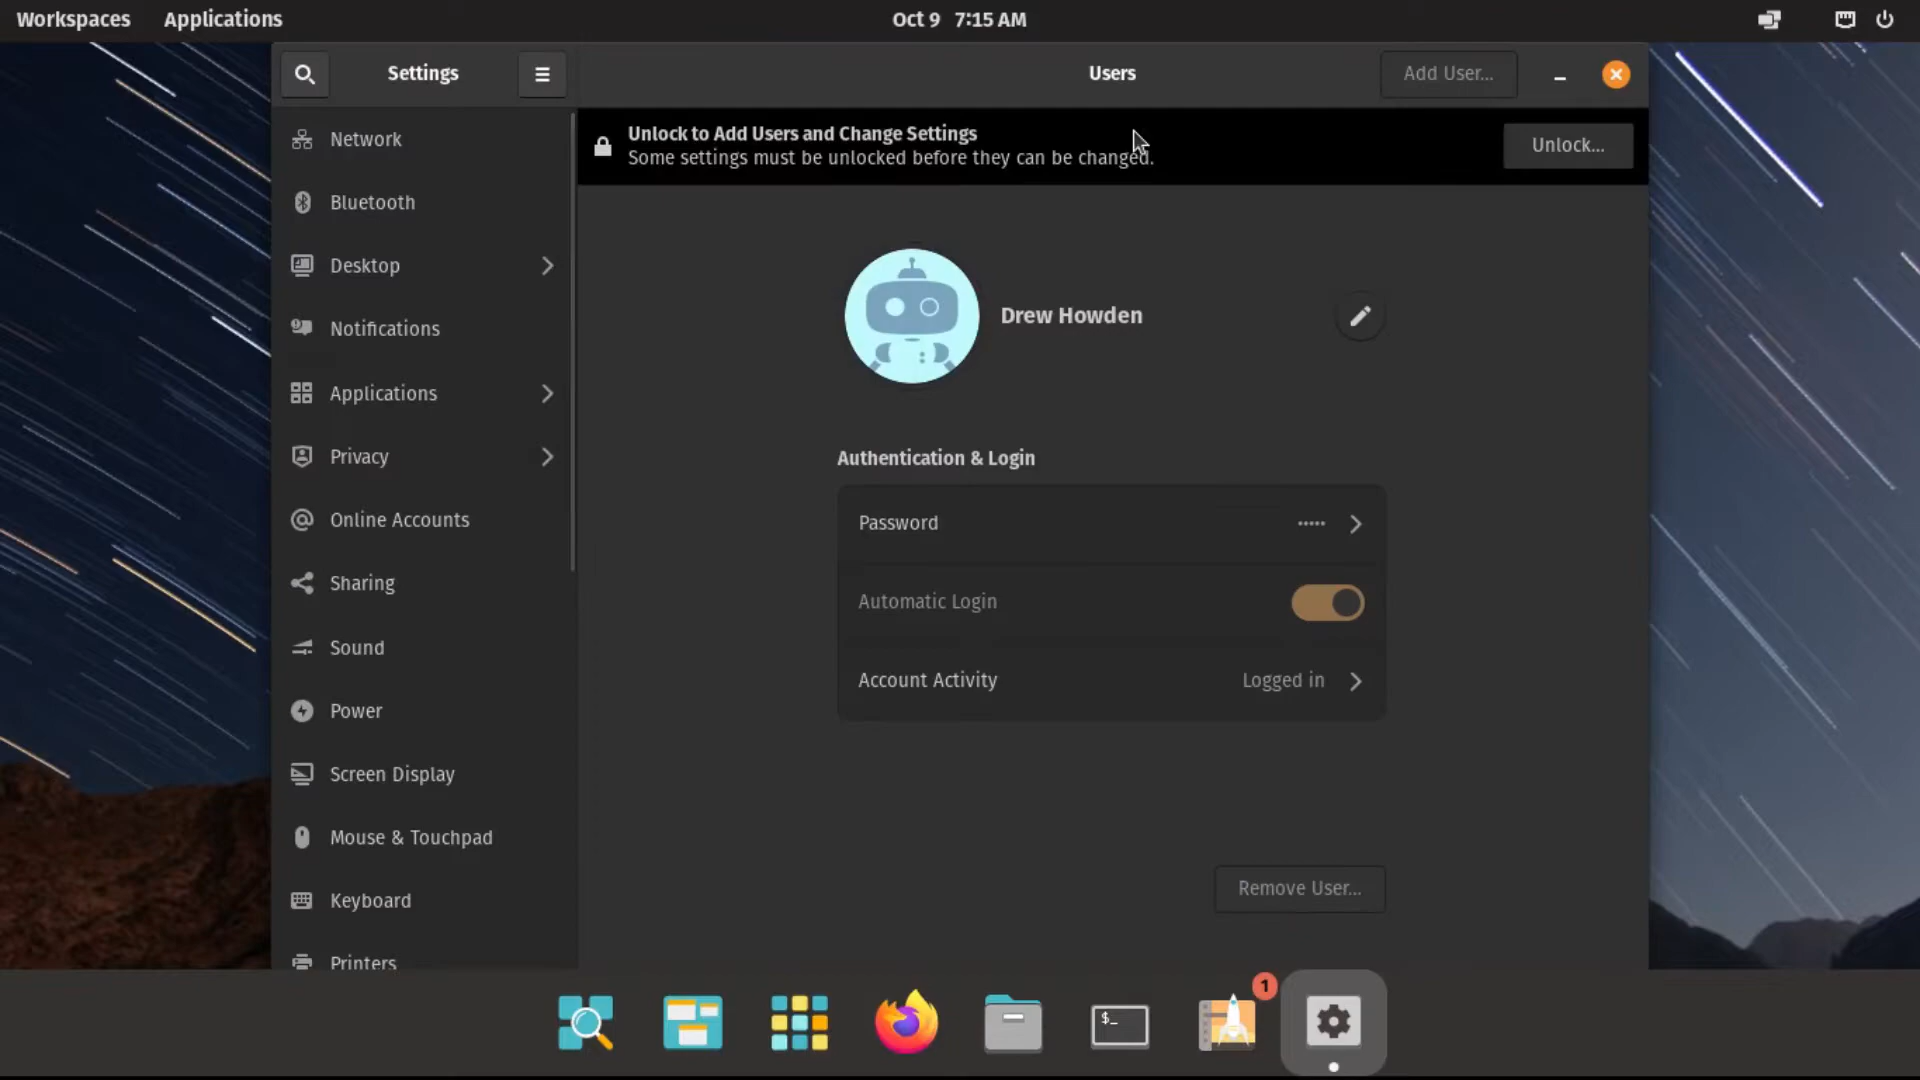 Workspaces
Applications
Oct 9 7:15 AM
Settings
Users
Add User...
Network
Bluetooth
Desktop
Notifications
Applications
Privacy
Online Accounts
Sharing
Sound
Power
Screen Display
Mouse & Touchpad
Keyboard
Printers
Unlock to Add Users and Change Settings
Some settings must be unlocked before they can be changed.
Unlock...
Drew Howden
Authentication & Login
Password •••••
Automatic Login
Account Activity Logged in
Remove User...
$_
1